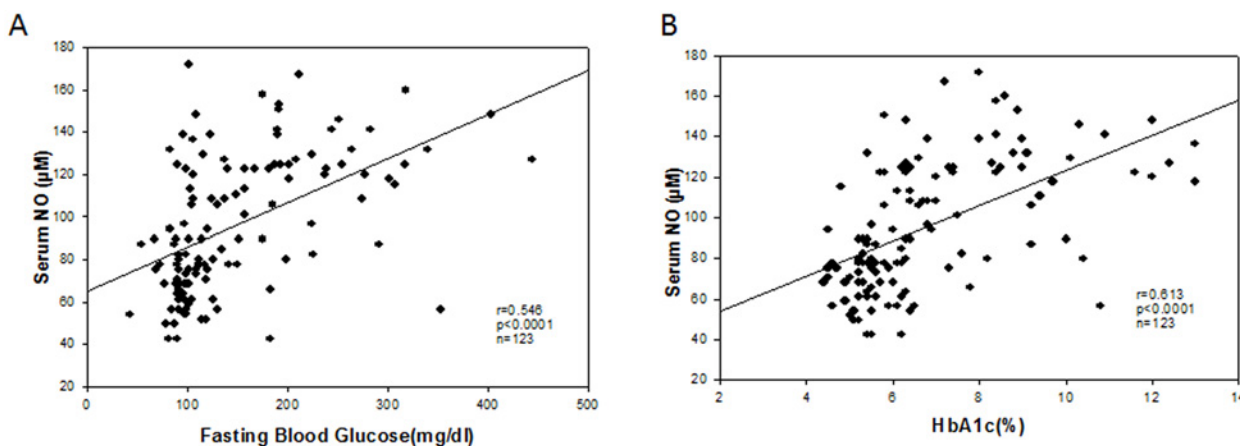 A
180
160
140
120
100
80
60
40
20
Serum NO (µM)
0 100 200 300 400 500
Fasting Blood Glucose(mg/dl)
r=0.546
p<0.0001
n=123
B
180
160
140
120
100
80
60
40
20
Serum NO (µM)
2 4 6 8 10 12 14
HbA1c(%)
r=0.613
p<0.0001
n=123